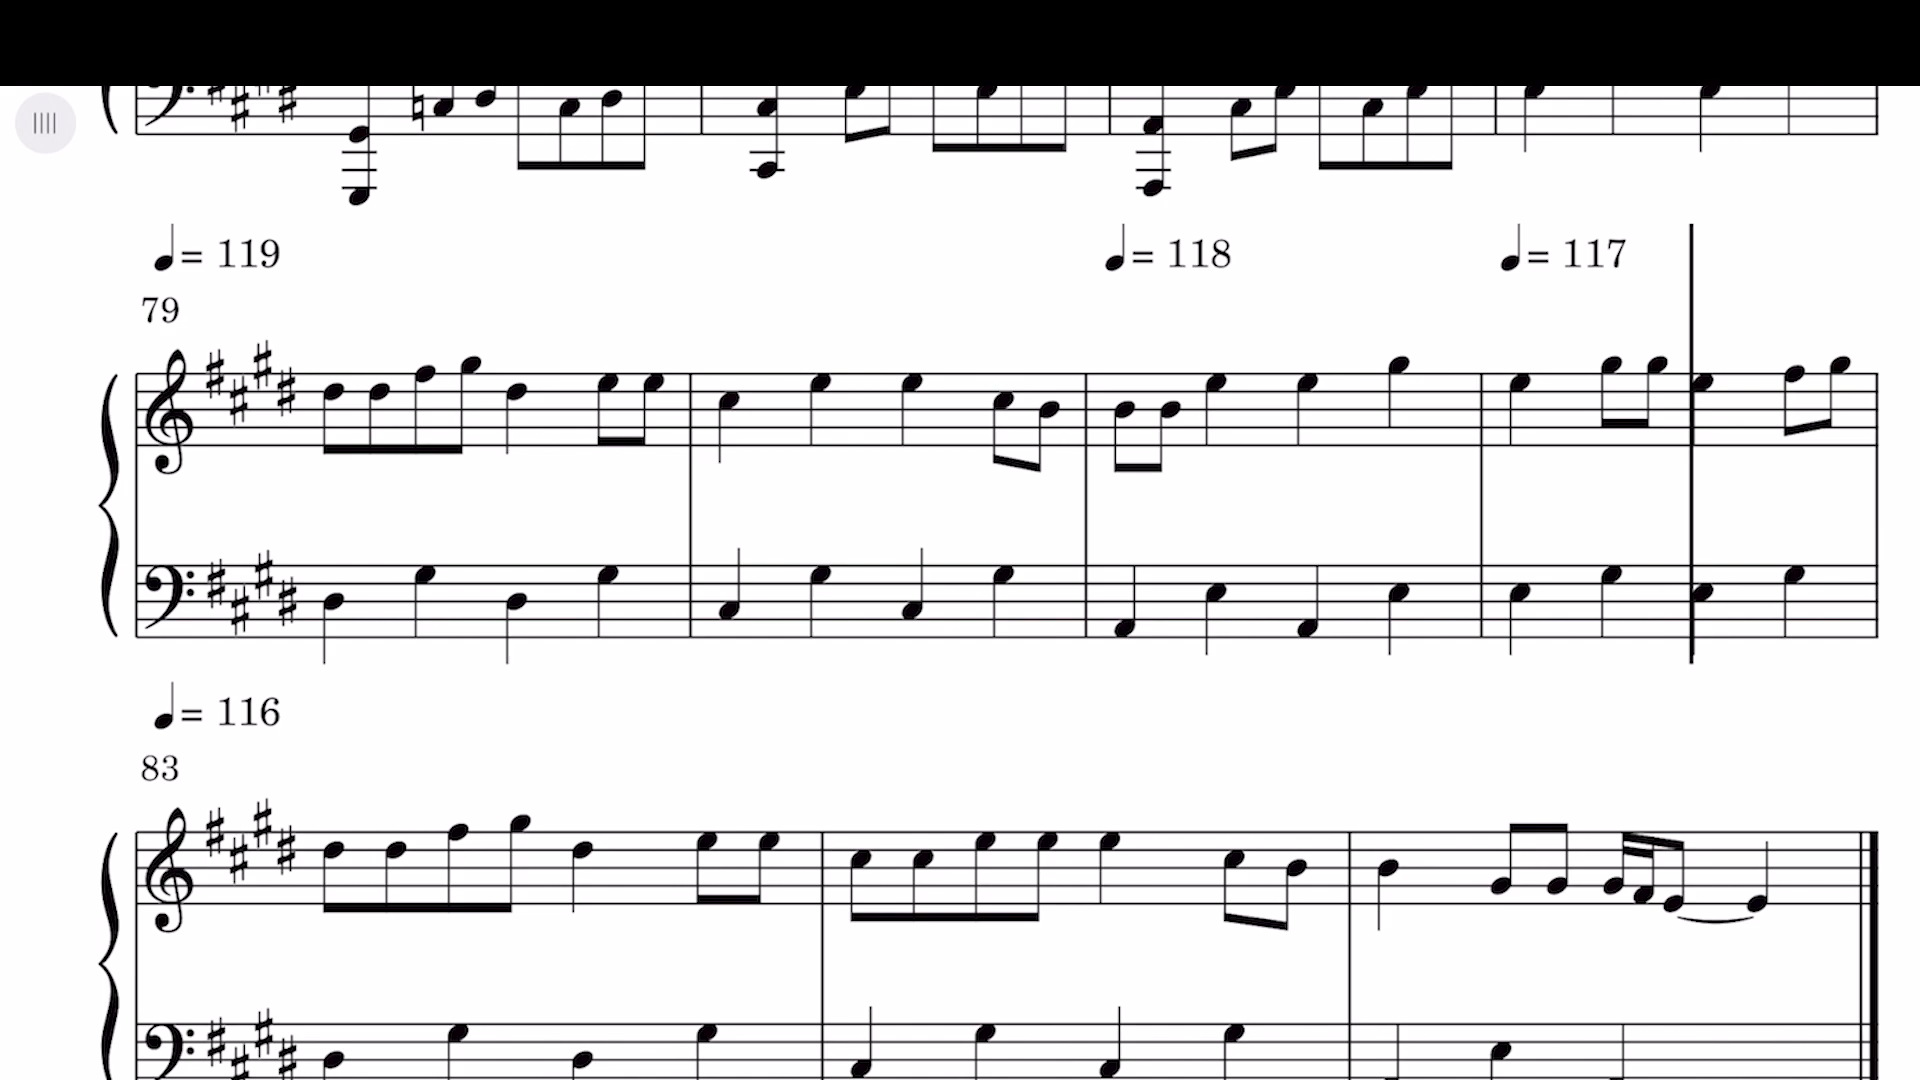 ♩= 119 ♩= 118 ♩= 117
79
♩= 116
83